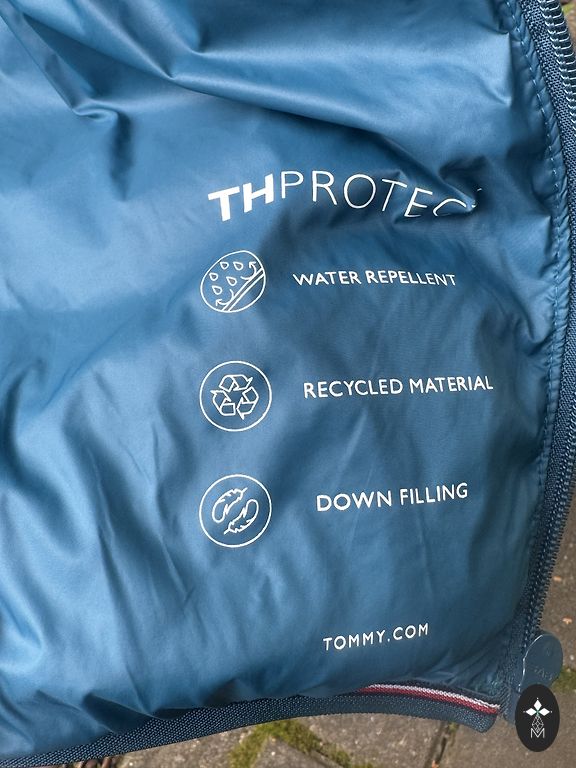 THPROTEC
WATER REPELLENT
RECYCLED MATERIAL
DOWN FILLING
TOMMY.COM